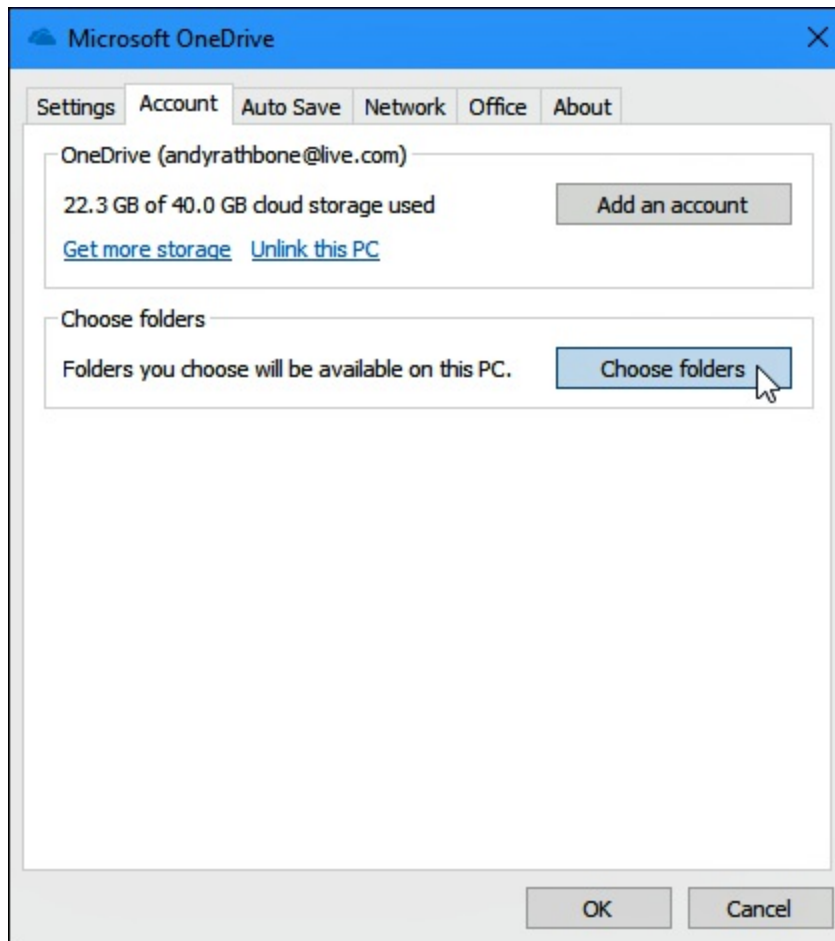 Microsoft OneDrive
Settings Account Auto Save Network Office About
OneDrive (andyrathbone@live.com)
22.3 GB of 40.0 GB cloud storage used Add an account
Get more storage Unlink this PC
Choose folders
Folders you choose will be available on this PC. Choose folders
OK Cancel